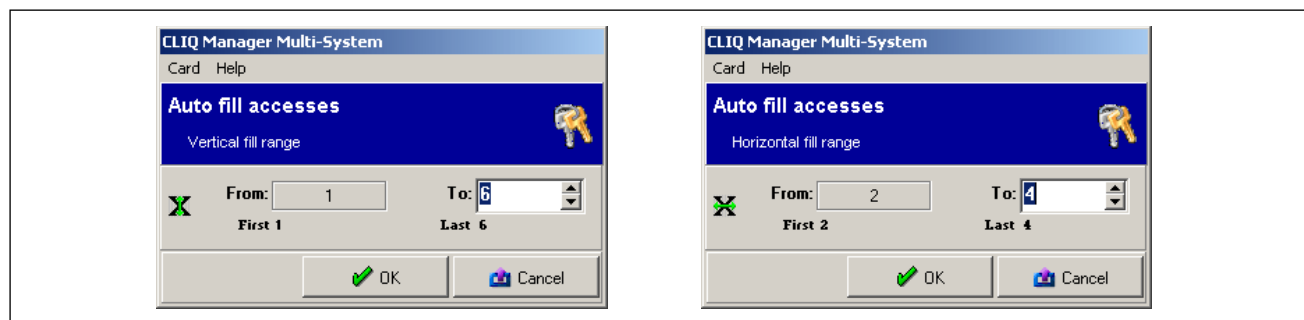 CLIQ Manager Multi-System
Card Help
Auto fill accesses
Vertical fill range
From: 1 To: 6
First 1 Last 6
OK Cancel
CLIQ Manager Multi-System
Card Help
Auto fill accesses
Horizontal fill range
From: 2 To: 4
First 2 Last 4
OK Cancel